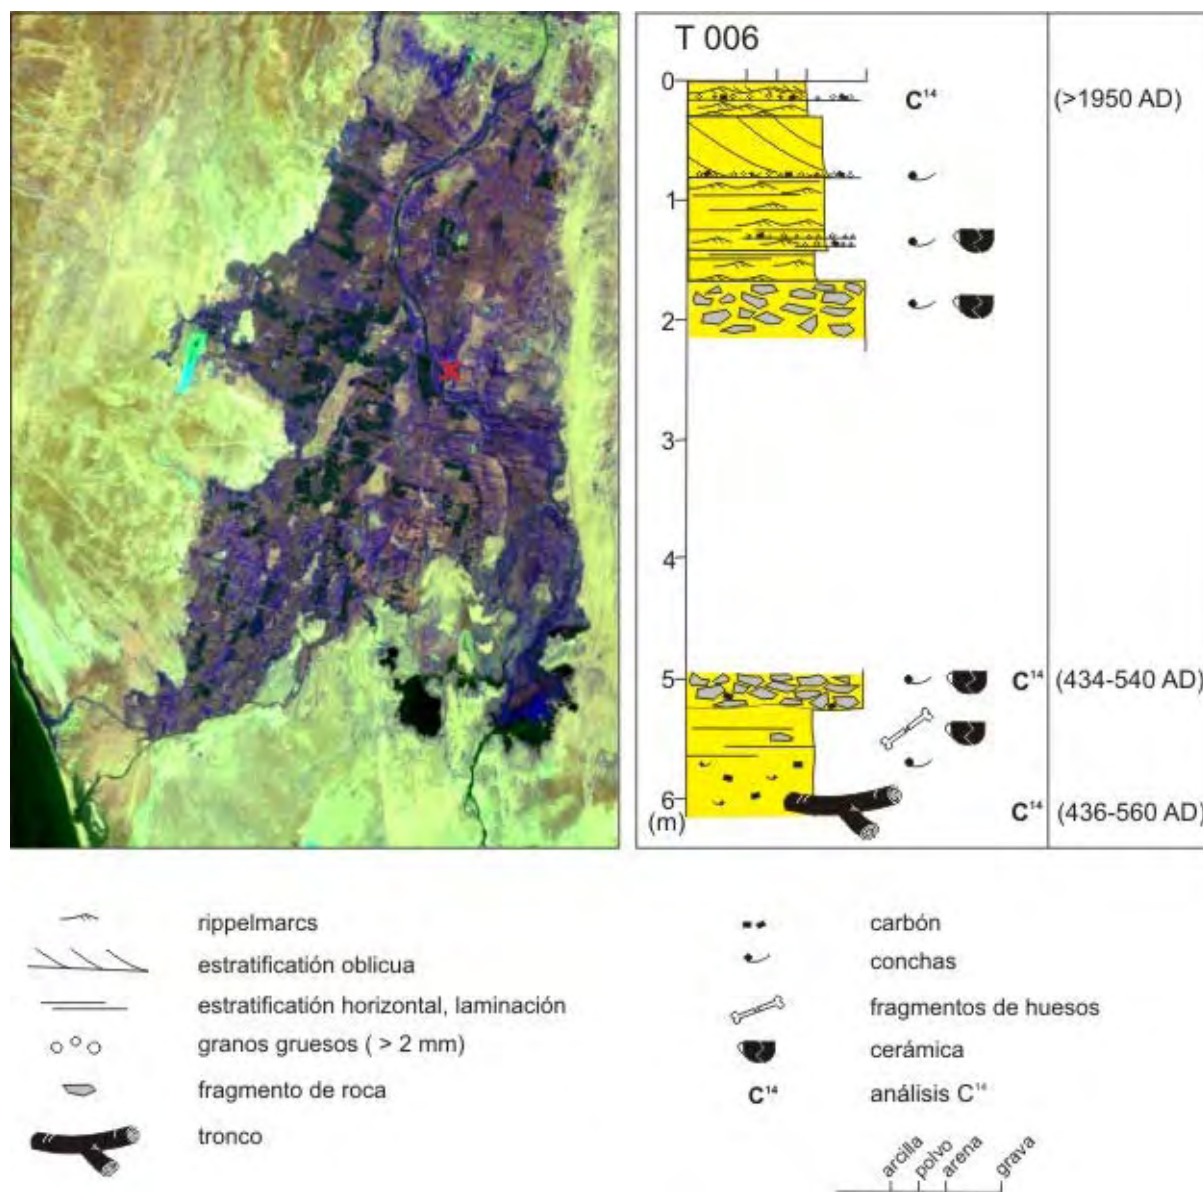 T 006
0
C¹⁴ (>1950 AD)
1
2
3
4
5 C¹⁴ (434-540 AD)
6 C¹⁴ (436-560 AD)
(m)
rippelmarcs
estratificatión oblicua
estratificatión horizontal, laminación
granos gruesos ( > 2 mm)
fragmento de roca
tronco
carbón
conchas
fragmentos de huesos
cerámica
C¹⁴ análisis C¹⁴
arcilla
polvo
arena
grava